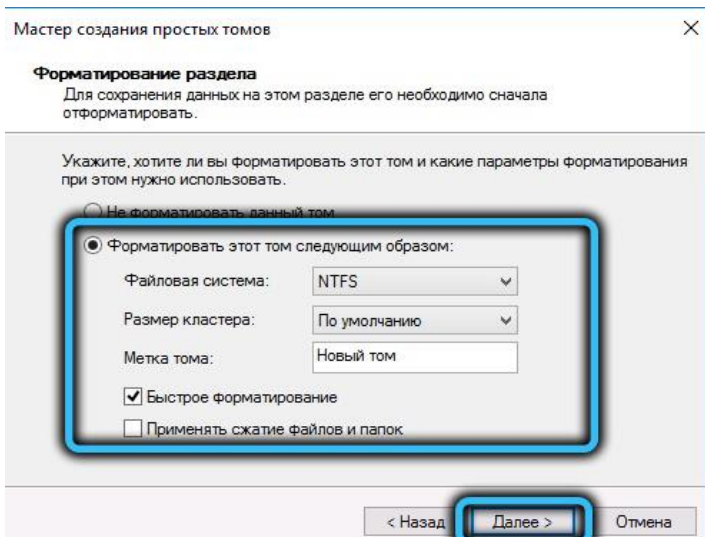 Мастер создания простых томов
Форматирование раздела
Для сохранения данных на этом разделе его необходимо сначала
отформатировать.
Укажите, хотите ли вы форматировать этот том и какие параметры форматирования
при этом нужно использовать.
Не форматировать данный том
Форматировать этот том следующим образом:
Файловая система: NTFS
Размер кластера: По умолчанию
Метка тома: Новый том
Быстрое форматирование
Применять сжатие файлов и папок
< Назад Далее > Отмена